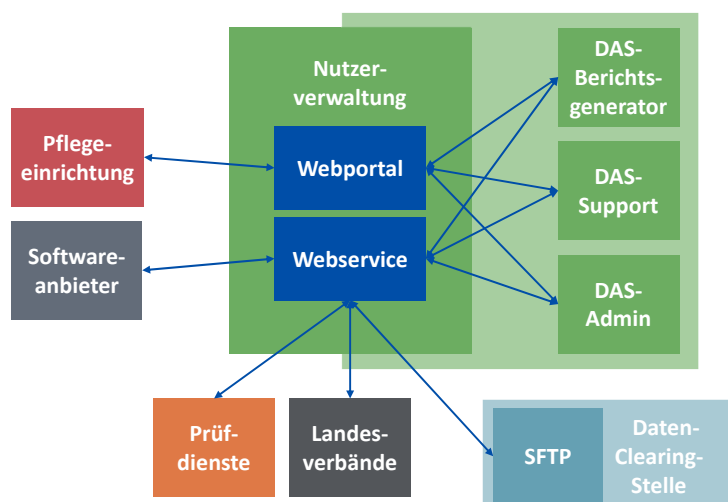 Nutzer-
verwaltung
DAS-
Berichts-
generator
Pflege-
einrichtung
Webportal
DAS-
Support
Software-
anbieter
Webservice
DAS-
Admin
Prüf-
dienste
Landes-
verbände
SFTP
Daten-
Clearing-
Stelle